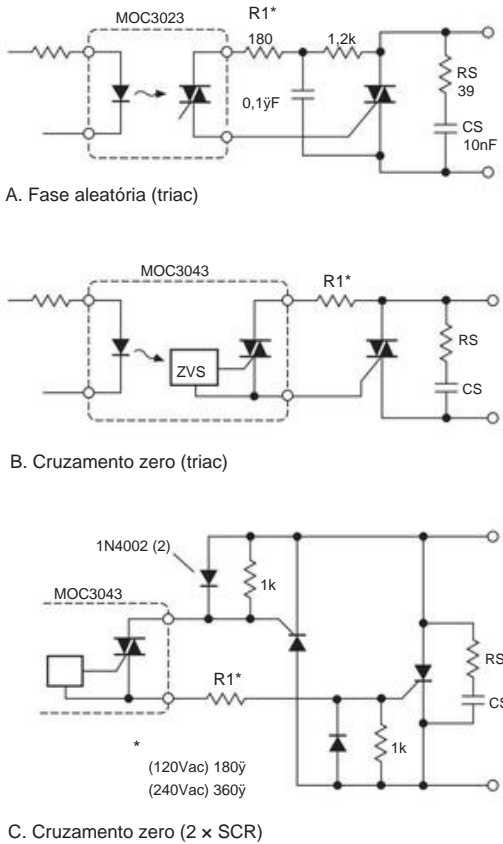 MOC3023
R1*
180
1,2k
0,1ÿF
RS
39
CS
10nF
A. Fase aleatória (triac)
MOC3043
R1*
ZVS
RS
CS
B. Cruzamento zero (triac)
1N4002 (2)
MOC3043
1k
R1*
RS
CS
1k
*
(120Vac) 180ÿ
(240Vac) 360ÿ
C. Cruzamento zero (2 × SCR)